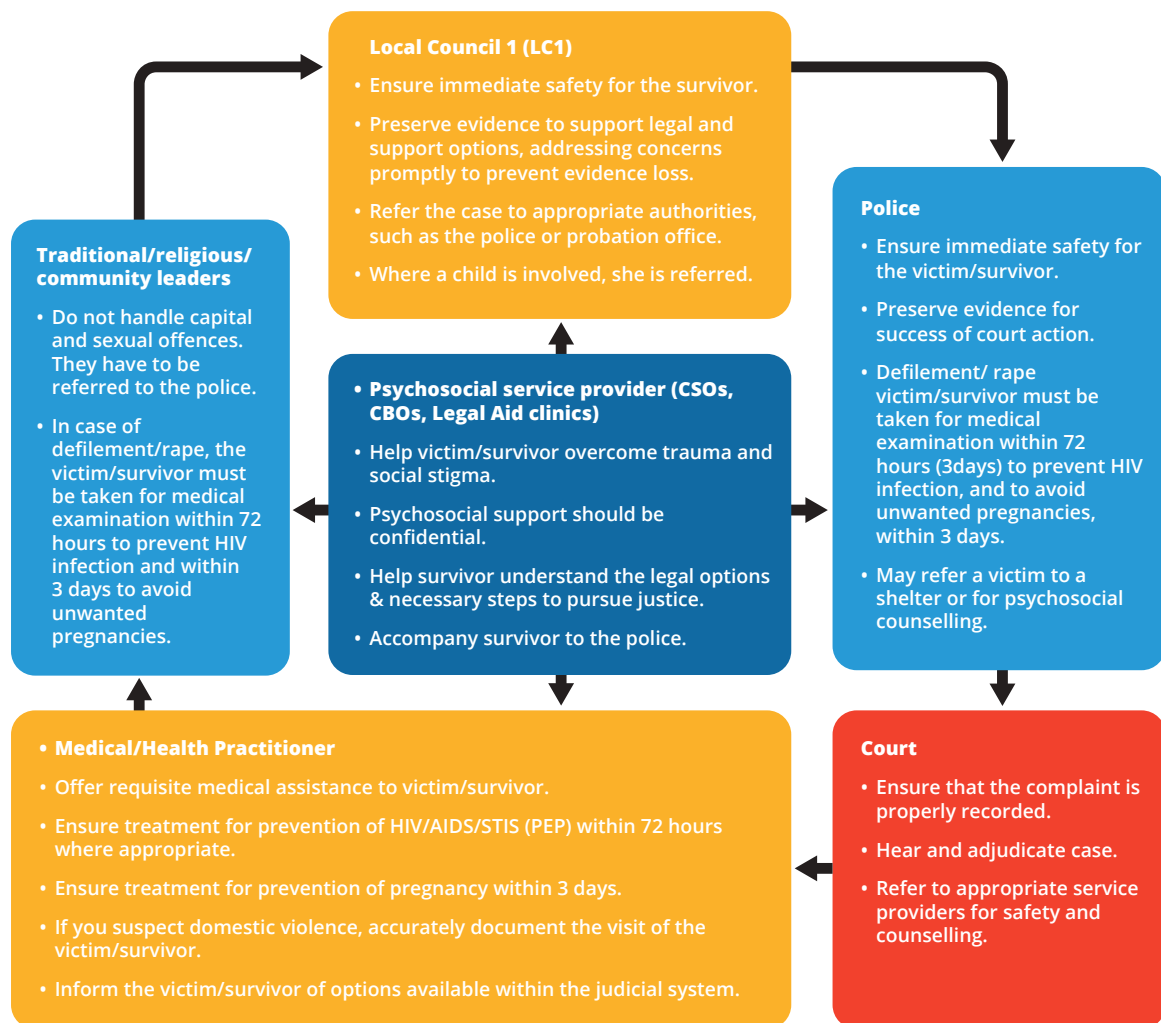 Local Council 1 (LC1)
• Ensure immediate safety for the survivor.
• Preserve evidence to support legal and
support options, addressing concerns
promptly to prevent evidence loss.
• Refer the case to appropriate authorities,
such as the police or probation office.
• Where a child is involved, she is referred.
Traditional/religious/
community leaders
• Do not handle capital
and sexual offences.
They have to be
referred to the police.
• In case of
defilement/rape, the
victim/survivor must
be taken for medical
examination within 72
hours to prevent HIV
infection and within
3 days to avoid
unwanted
pregnancies.
• Psychosocial service provider (CSOs,
CBOs, Legal Aid clinics)
• Help victim/survivor overcome trauma and
social stigma.
• Psychosocial support should be
confidential.
• Help survivor understand the legal options
& necessary steps to pursue justice.
• Accompany survivor to the police.
Police
• Ensure immediate safety for
the victim/survivor.
• Preserve evidence for
success of court action.
• Defilement/ rape
victim/survivor must be
taken for medical
examination within 72
hours (3days) to prevent HIV
infection, and to avoid
unwanted pregnancies,
within 3 days.
• May refer a victim to a
shelter or for psychosocial
counselling.
• Medical/Health Practitioner
• Offer requisite medical assistance to victim/survivor.
• Ensure treatment for prevention of HIV/AIDS/STIS (PEP) within 72 hours
where appropriate.
• Ensure treatment for prevention of pregnancy within 3 days.
• If you suspect domestic violence, accurately document the visit of the
victim/survivor.
• Inform the victim/survivor of options available within the judicial system.
Court
• Ensure that the complaint is
properly recorded.
• Hear and adjudicate case.
• Refer to appropriate service
providers for safety and
counselling.